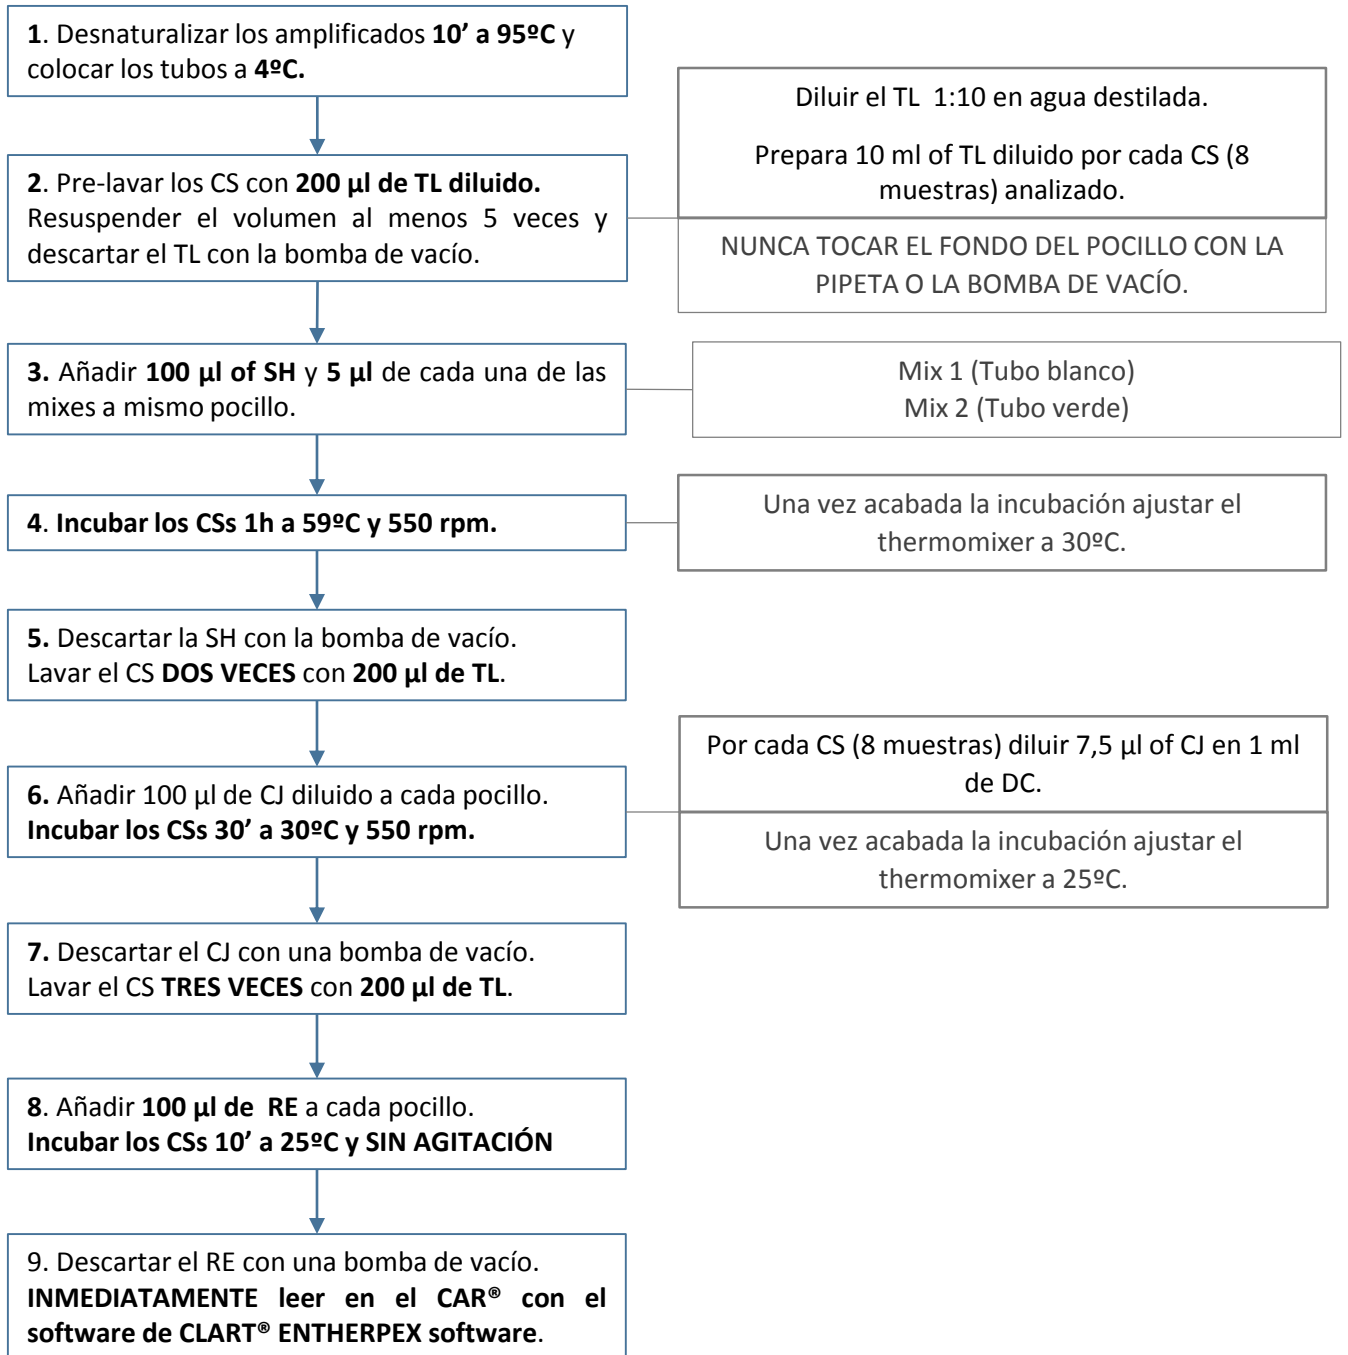 1. Desnaturalizar los amplificados 10’ a 95ºC y
colocar los tubos a 4ºC.
Diluir el TL 1:10 en agua destilada.
Prepara 10 ml of TL diluido por cada CS (8
muestras) analizado.
2. Pre-lavar los CS con 200 µl de TL diluido.
Resuspender el volumen al menos 5 veces y
descartar el TL con la bomba de vacío.
NUNCA TOCAR EL FONDO DEL POCILLO CON LA
PIPETA O LA BOMBA DE VACÍO.
3. Añadir 100 µl of SH y 5 µl de cada una de las
mixes a mismo pocillo.
Mix 1 (Tubo blanco)
Mix 2 (Tubo verde)
4. Incubar los CSs 1h a 59ºC y 550 rpm.
Una vez acabada la incubación ajustar el
thermomixer a 30ºC.
5. Descartar la SH con la bomba de vacío.
Lavar el CS DOS VECES con 200 µl de TL.
Por cada CS (8 muestras) diluir 7,5 µl of CJ en 1 ml
de DC.
6. Añadir 100 µl de CJ diluido a cada pocillo.
Incubar los CSs 30’ a 30ºC y 550 rpm.
Una vez acabada la incubación ajustar el
thermomixer a 25ºC.
7. Descartar el CJ con una bomba de vacío.
Lavar el CS TRES VECES con 200 µl de TL.
8. Añadir 100 µl de RE a cada pocillo.
Incubar los CSs 10’ a 25ºC y SIN AGITACIÓN
9. Descartar el RE con una bomba de vacío.
INMEDIATAMENTE leer en el CAR® con el
software de CLART® ENTHERPEX software.